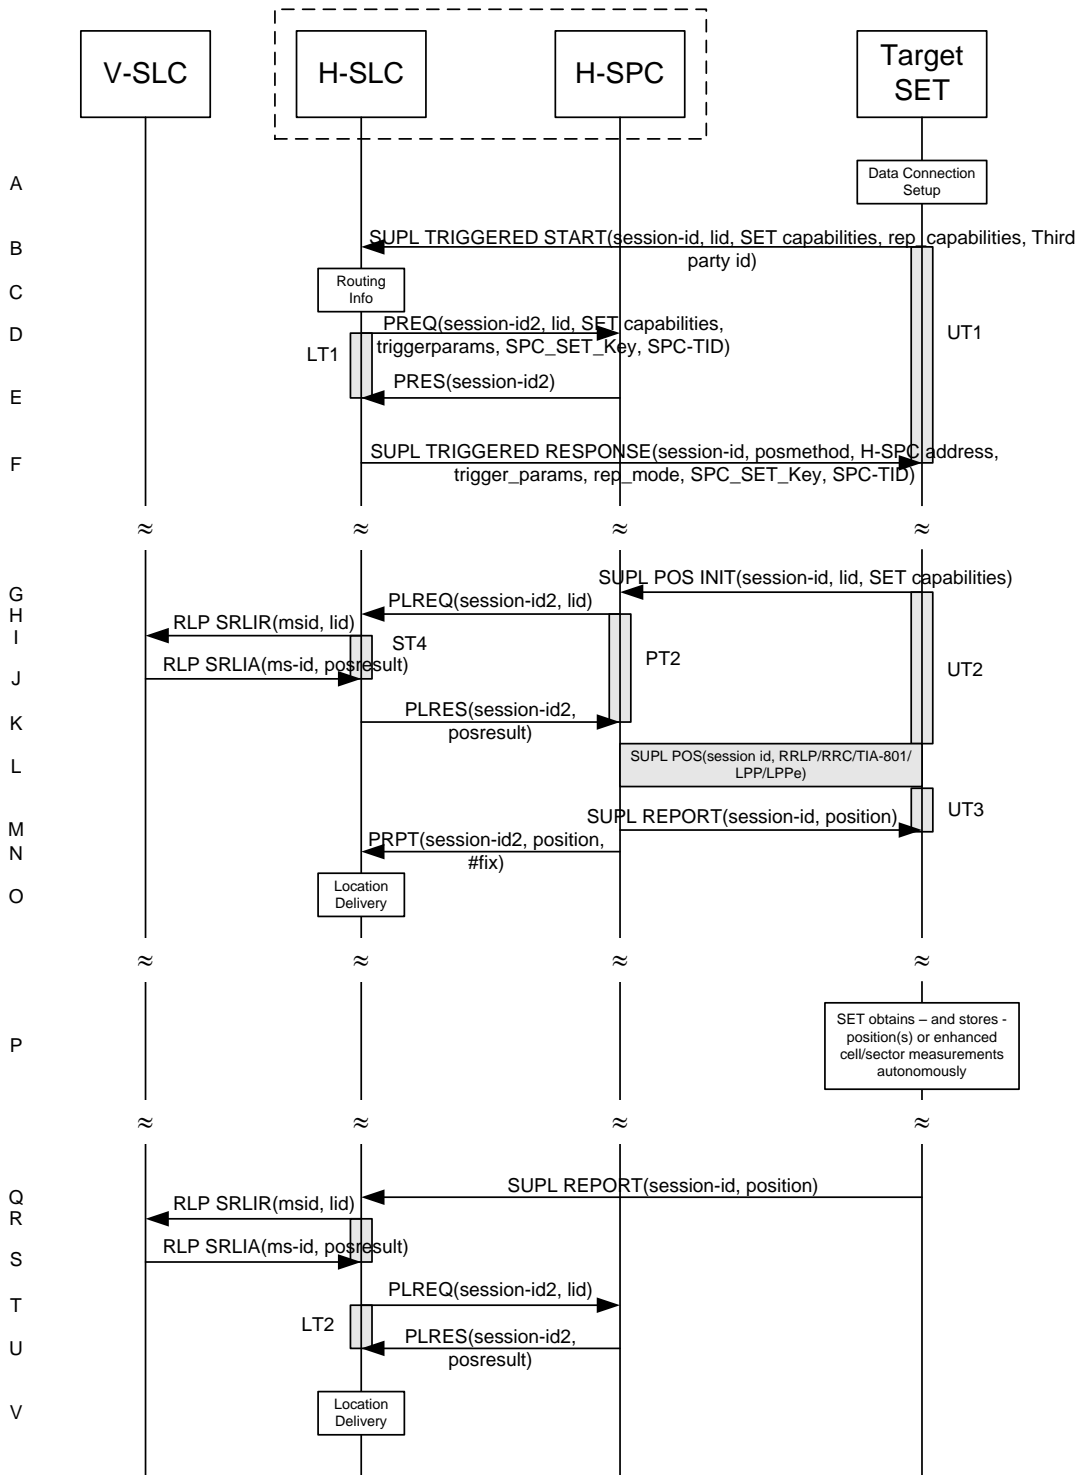 V-SLC
H-SLC
H-SPC
Target
SET
A
Data Connection
Setup
B
SUPL TRIGGERED START(session-id, lid, SET capabilities, rep_capabilities, Third
party id)
C
Routing
Info
D
PREQ(session-id2, lid, SET capabilities,
triggerparams, SPC_SET_Key, SPC-TID)
LT1
UT1
E
PRES(session-id2)
F
SUPL TRIGGERED RESPONSE(session-id, posmethod, H-SPC address,
trigger_params, rep_mode, SPC_SET_Key, SPC-TID)
≈ ≈ ≈ ≈
G
SUPL POS INIT(session-id, lid, SET capabilities)
H
PLREQ(session-id2, lid)
I
RLP SRLIR(msid, lid)
ST4
PT2
UT2
J
RLP SRLIA(ms-id, posresult)
K
PLRES(session-id2,
posresult)
L
SUPL POS(session id, RRLP/RRC/TIA-801/
LPP/LPPe)
M
SUPL REPORT(session-id, position)
UT3
N
PRPT(session-id2, position,
#fix)
O
Location
Delivery
≈ ≈ ≈ ≈
P
SET obtains – and stores -
position(s) or enhanced
cell/sector measurements
autonomously
≈ ≈ ≈ ≈
Q
SUPL REPORT(session-id, position)
R
RLP SRLIR(msid, lid)
S
RLP SRLIA(ms-id, posresult)
T
PLREQ(session-id2, lid)
LT2
U
PLRES(session-id2,
posresult)
V
Location
Delivery